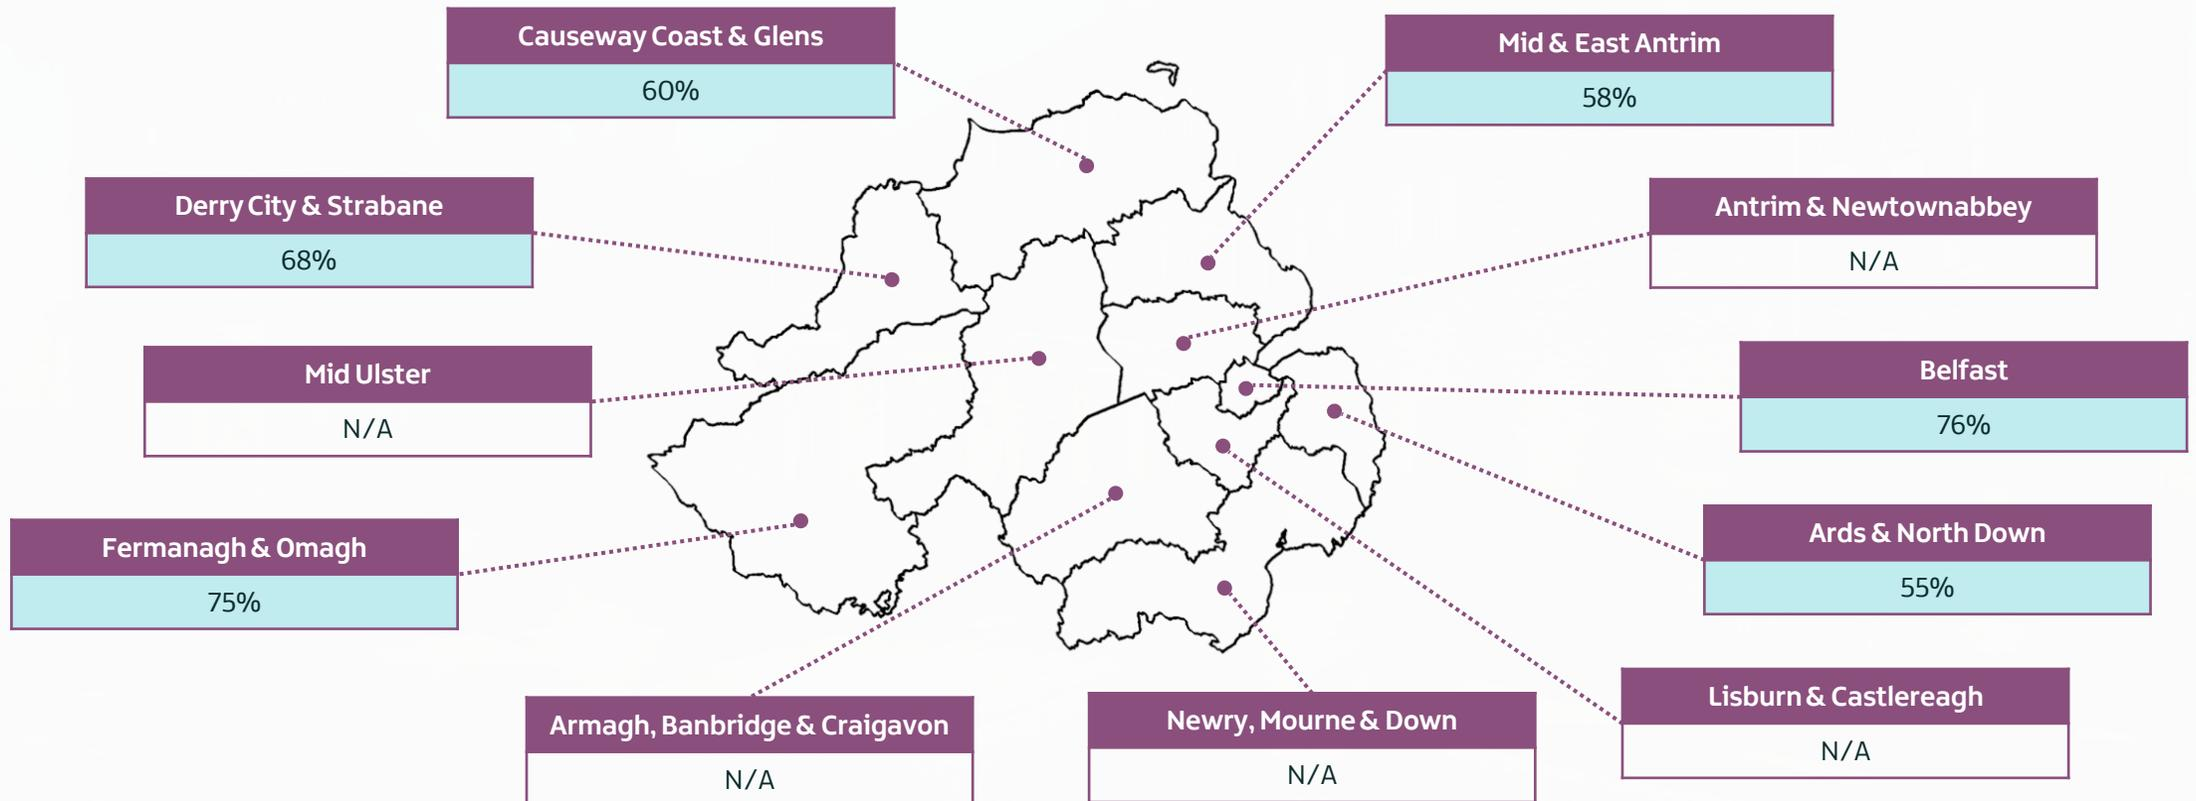 Causeway Coast & Glens
60%
Mid & East Antrim
58%
Derry City & Strabane
68%
Antrim & Newtownabbey
N/A
Mid Ulster
N/A
Belfast
76%
Fermanagh & Omagh
75%
Ards & North Down
55%
Armagh, Banbridge & Craigavon
N/A
Newry, Mourne & Down
N/A
Lisburn & Castlereagh
N/A